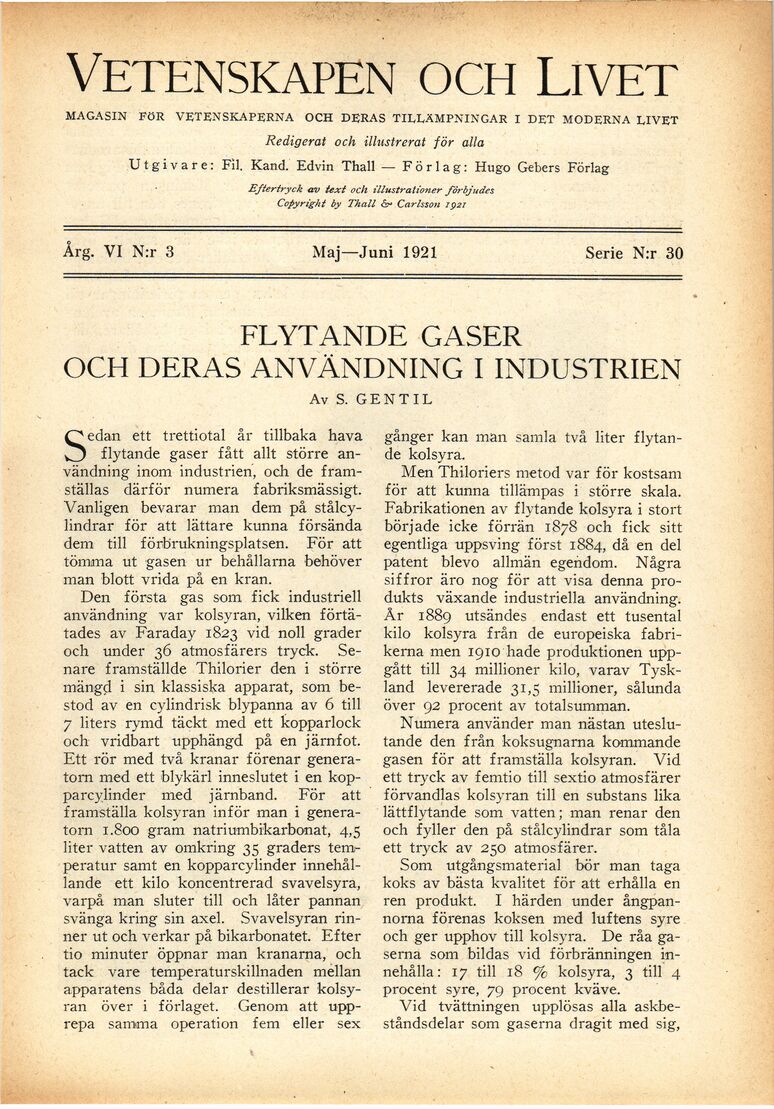 VETENSKAPEN OCH LIVET
MAGASIN FÖR VETENSKAPERNA OCH DERAS TILLÄMPNINGAR I DET MODERNA LIVET
Redigerat och illustrerat för alla
Utgivare: Fil. Kand. Edvin Thall — Förlag: Hugo Gebers Förlag
Eftertryck av text och illustrationer förbjudes
Copyright by Thall & Carlsson 1921
Årg. VI N:r 3 Maj—Juni 1921 Serie N:r 30
FLYTANDE GASER
OCH DERAS ANVÄNDNING I INDUSTRIEN
Av S. GENTIL
Sedan ett trettiotal år tillbaka hava
flytande gaser fått allt större an-
vändning inom industrien, och de fram-
ställas därför numera fabriksmässigt.
Vanligen bevarar man dem på stålcy-
lindrar för att lättare kunna försända
dem till förbrukningsplatsen. För att
tömma ut gasen ur behållarna behöver
man blott vrida på en kran.
Den första gas som fick industriell
användning var kolsyran, vilken förtä-
tades av Faraday 1823 vid noll grader
och under 36 atmosfärers tryck. Se-
nare framställde Thilorier den i större
mängd i sin klassiska apparat, som be-
stod av en cylindrisk blypanna av 6 till
7 liters rymd täckt med ett kopparlock
och vridbart upphängd på en järnfot.
Ett rör med två kranar förenar genera-
torn med ett blykärl inneslutet i en kop-
parcylinder med järnband. För att
framställa kolsyran inför man i genera-
torn 1.800 gram natriumbikarbonat, 4,5
liter vatten av omkring 35 graders tem-
peratur samt en kopparcylinder innehål-
lande ett kilo koncentrerad svavelsyra,
varpå man sluter till och låter pannan
svänga kring sin axel. Svavelsyran rin-
ner ut och verkar på bikarbonatet. Efter
tio minuter öppnar man kranarna, och
tack vare temperaturskillnaden mellan
apparatens båda delar destillerar kolsy-
ran över i förlaget. Genom att upp-
repa samma operation fem eller sex
gånger kan man samla två liter flytan-
de kolsyra.
Men Thiloriers metod var för kostsam
för att kunna tillämpas i större skala.
Fabrikationen av flytande kolsyra i stort
började icke förrän 1878 och fick sitt
egentliga uppsving först 1884, då en del
patent blevo allmän egendom. Några
siffror äro nog för att visa denna pro-
dukts växande industriella användning.
År 1889 utsändes endast ett tusental
kilo kolsyra från de europeiska fabri-
kerna men 1910 hade produktionen upp-
gått till 34 millioner kilo, varav Tysk-
land levererade 31,5 millioner, sålunda
över 92 procent av totalsumman.
Numera använder man nästan uteslu-
tande den från koksugnarna kommande
gasen för att framställa kolsyran. Vid
ett tryck av femtio till sextio atmosfärer
förvandlas kolsyran till en substans lika
lättflytande som vatten; man renar den
och fyller den på stålcylindrar som tåla
ett tryck av 250 atmosfärer.
Som utgångsmaterial bör man taga
koks av bästa kvalitet för att erhålla en
ren produkt. I härden under ångpan-
norna förenas koksen med luftens syre
och ger upphov till kolsyra. De råa ga-
serna som bildas vid förbränningen in-
nehålla: 17 till 18 % kolsyra, 3 till 4
procent syre, 79 procent kväve.
Vid tvättningen upplösas alla askbe-
ståndsdelar som gaserna dragit med sig,